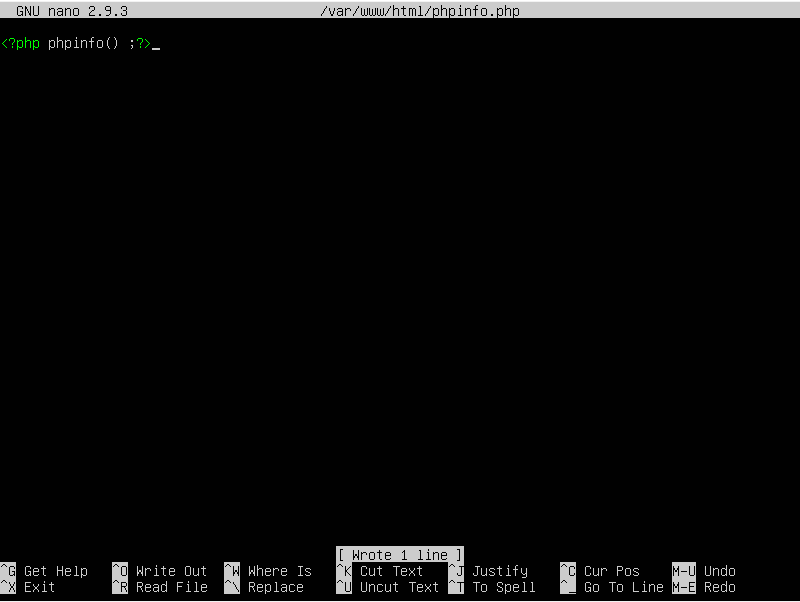 GNU nano 2.9.3 /var/www/html/phpinfo.php
<?php phpinfo() ;?>_
[ Wrote 1 line ]
^G Get Help ^O Write Out ^W Where Is ^K Cut Text ^J Justify ^C Cur Pos M-U Undo
^X Exit ^R Read File ^\ Replace ^U Uncut Text ^T To Spell ^_ Go To Line M-E Redo